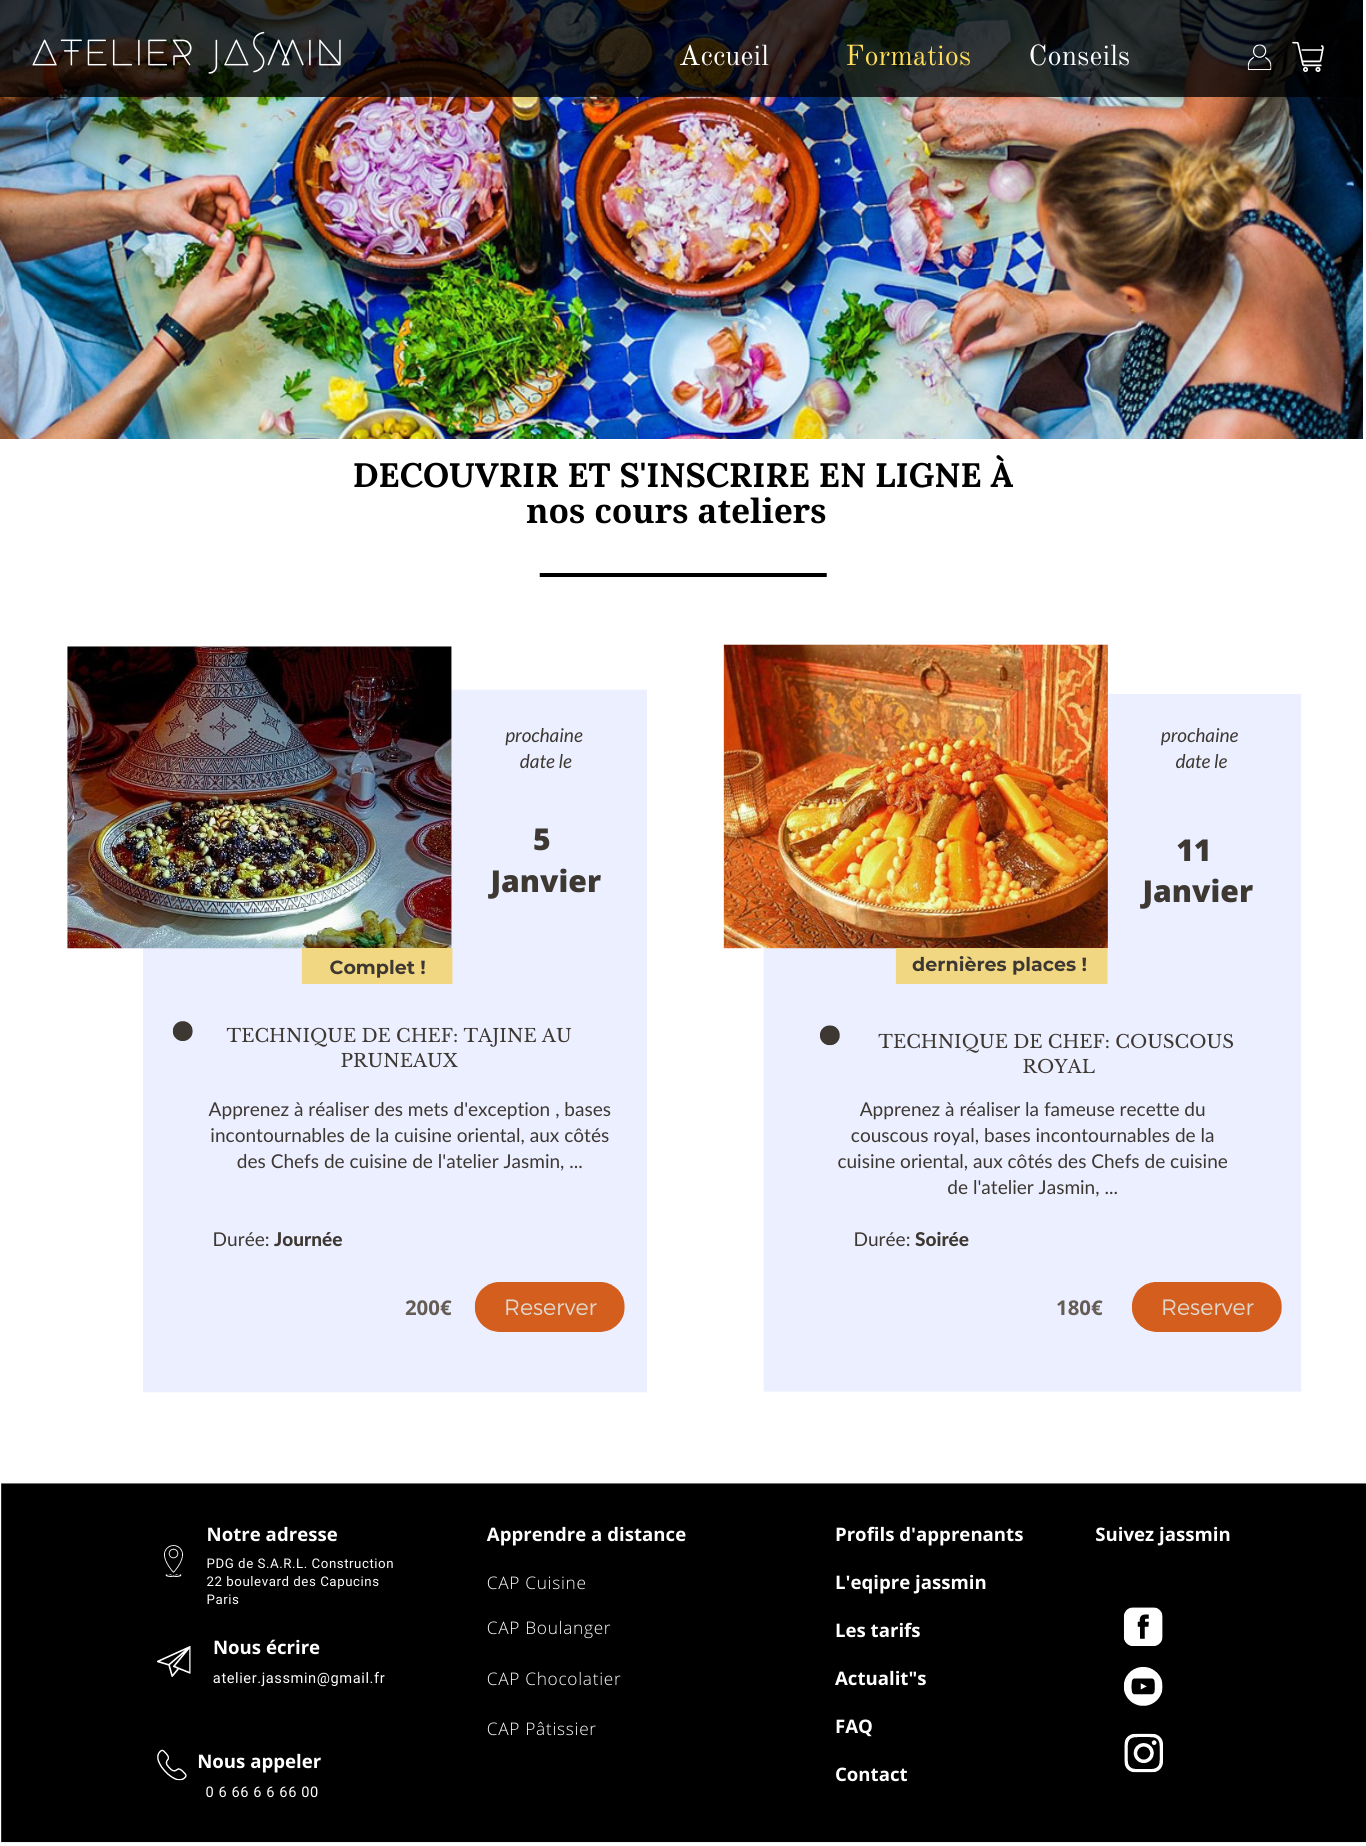 ATELIER JASMIN
Accueil
Formatios
Conseils
DECOUVRIR ET S'INSCRIRE EN LIGNE À
nos cours ateliers
prochaine
date le
5
Janvier
Complet !
TECHNIQUE DE CHEF: TAJINE AU
PRUNEAUX
Apprenez à réaliser des mets d'exception , bases
incontournables de la cuisine oriental, aux côtés
des Chefs de cuisine de l'atelier Jasmin, ...
Durée: Journée
200€
Reserver
prochaine
date le
11
Janvier
dernières places !
TECHNIQUE DE CHEF: COUSCOUS
ROYAL
Apprenez à réaliser la fameuse recette du
couscous royal, bases incontournables de la
cuisine oriental, aux côtés des Chefs de cuisine
de l'atelier Jasmin, ...
Durée: Soirée
180€
Reserver
Notre adresse
PDG de S.A.R.L. Construction
22 boulevard des Capucins
Paris
Nous écrire
atelier.jassmin@gmail.fr
Nous appeler
0 6 66 6 6 66 00
Apprendre a distance
CAP Cuisine
CAP Boulanger
CAP Chocolatier
CAP Pâtissier
Profils d'apprenants
L'eqipre jassmin
Les tarifs
Actualit"s
FAQ
Contact
Suivez jassmin